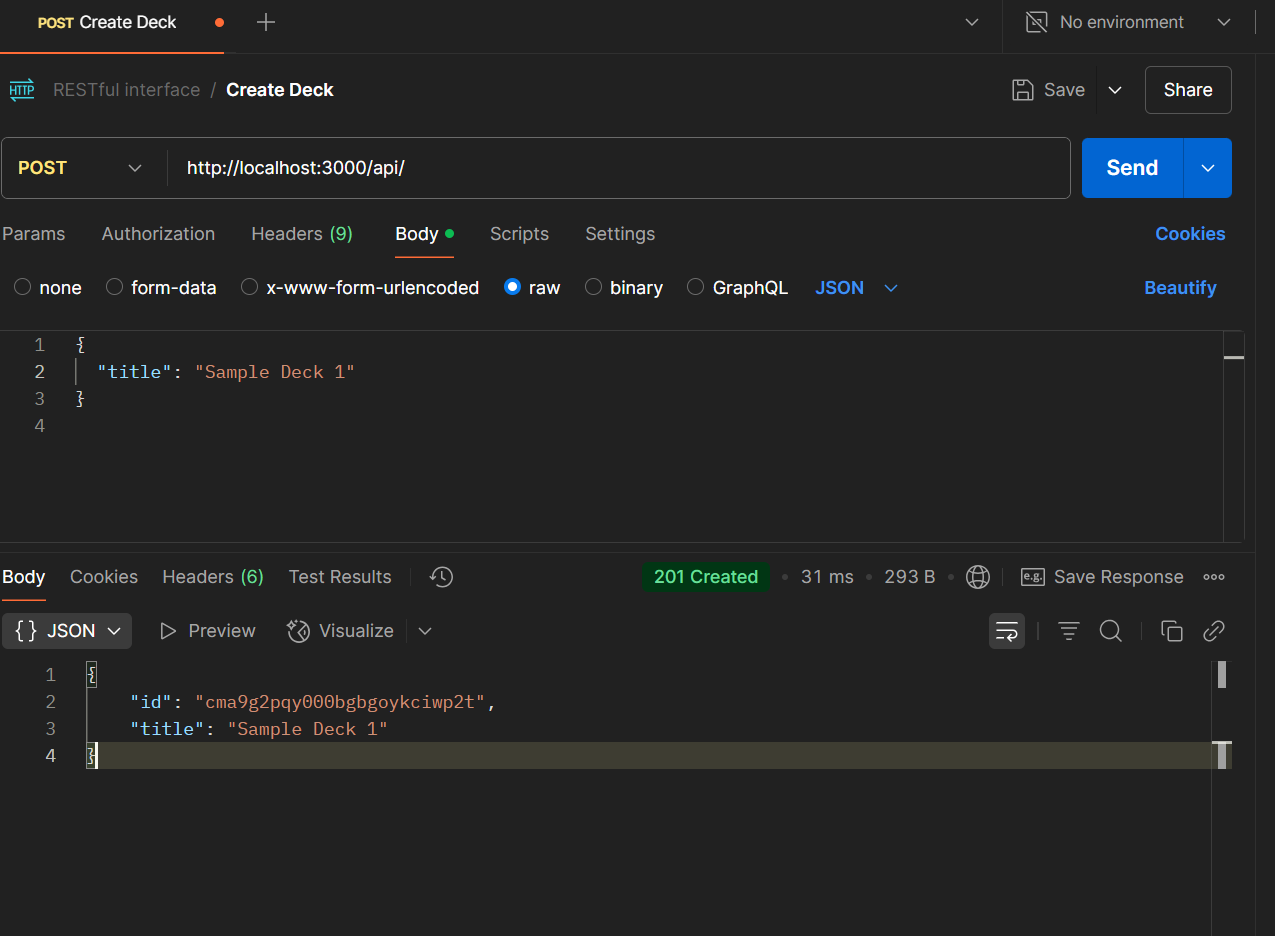 POST Create Deck
No environment
HTTP RESTful interface / Create Deck
Save
Share
POST
http://localhost:3000/api/
Send
Params Authorization Headers (9) Body Scripts Settings Cookies
none form-data x-www-form-urlencoded raw binary GraphQL JSON Beautify
1 {
2 "title": "Sample Deck 1"
3 }
4
Body Cookies Headers (6) Test Results 201 Created • 31 ms • 293 B • e.g. Save Response
{} JSON Preview Visualize
1 {
2 "id": "cma9g2pqy000bgbgoykciwp2t",
3 "title": "Sample Deck 1"
4 }